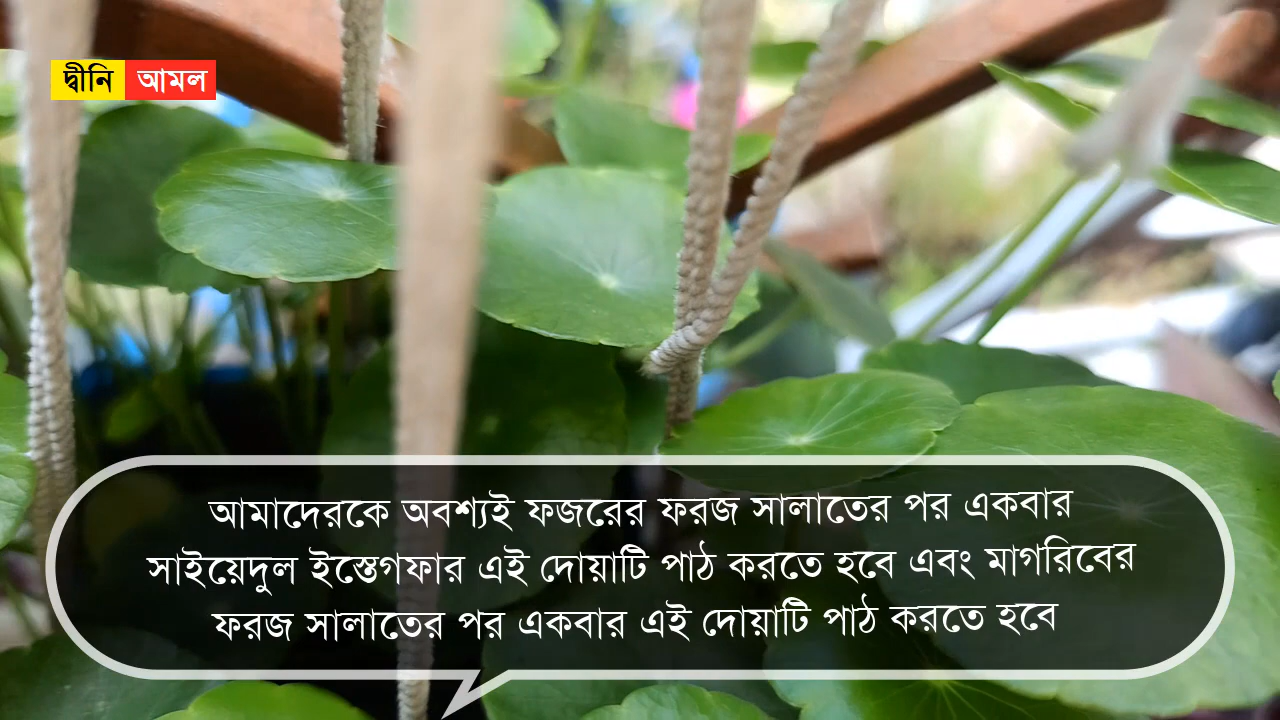 দ্বীনি আমল
আমাদেরকে অবশ্যই ফজরের ফরজ সালাতের পর একবার
সাইয়েদুল ইস্তেগফার এই দোয়াটি পাঠ করতে হবে এবং মাগরিবের
ফরজ সালাতের পর একবার এই দোয়াটি পাঠ করতে হবে